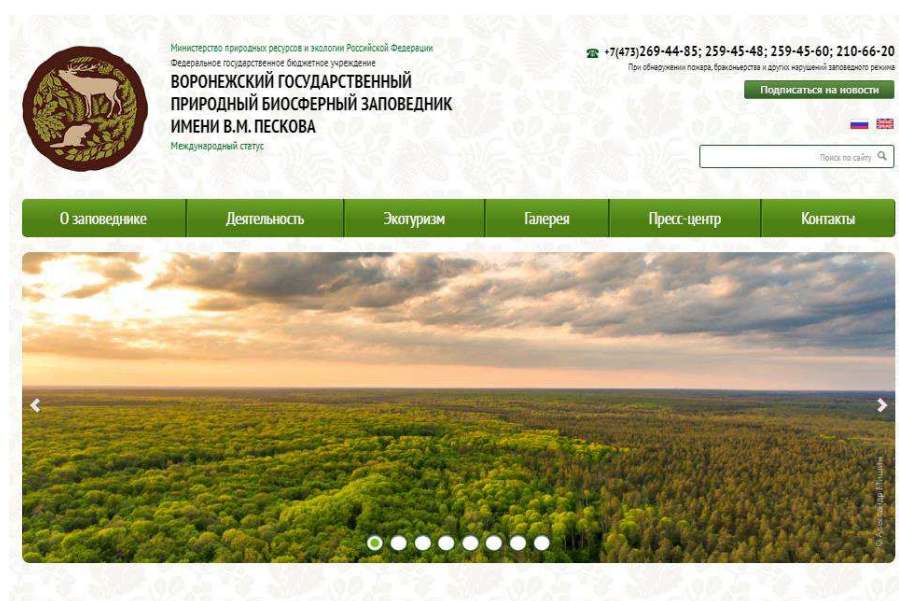 Министерство природных ресурсов и экологии Российской Федерации
Федеральное государственное бюджетное учреждение
ВОРОНЕЖСКИЙ ГОСУДАРСТВЕННЫЙ
ПРИРОДНЫЙ БИОСФЕРНЫЙ ЗАПОВЕДНИК
ИМЕНИ В.М. ПЕСКОВА
Международный статус
+7(473)269-44-85; 259-45-48; 259-45-60; 210-66-20
При обнаружении пожара, браконьерства и других нарушений заповедного режима
Подписаться на новости
Поиск по сайту
О заповеднике Деятельность Экотуризм Галерея Пресс-центр Контакты
© Александр